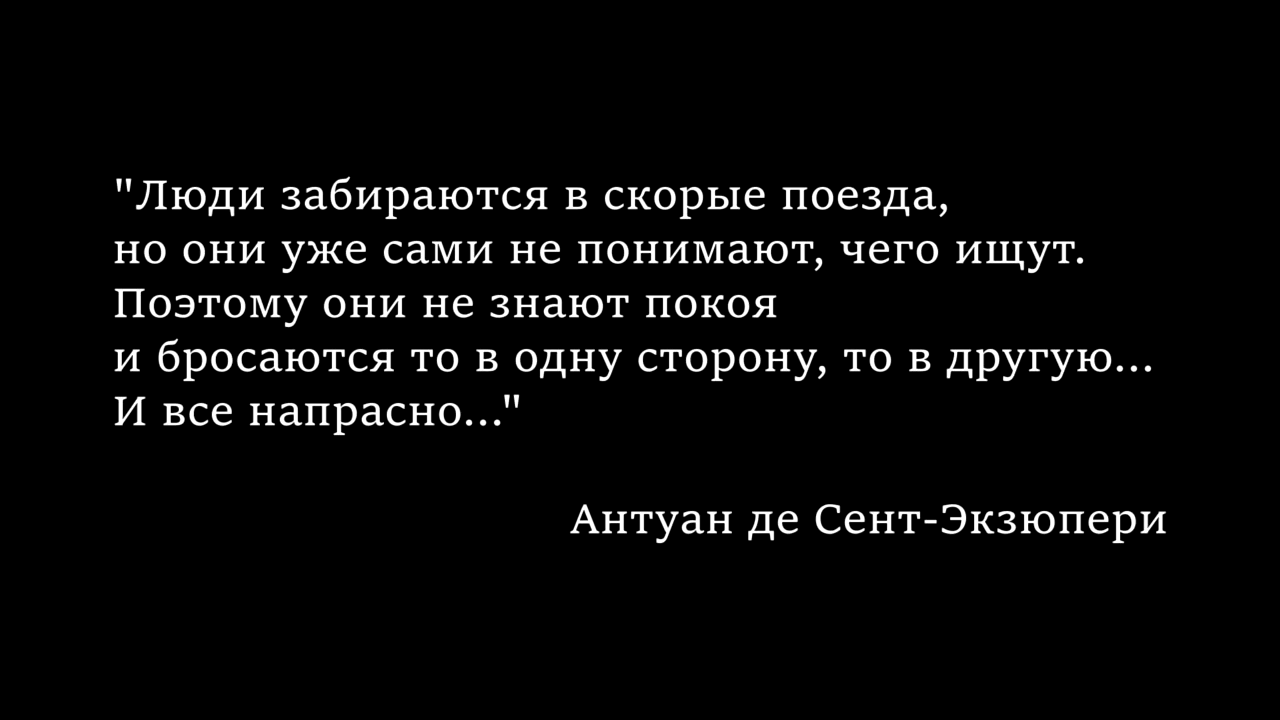 "Люди забираются в скорые поезда,
но они уже сами не понимают, чего ищут.
Поэтому они не знают покоя
и бросаются то в одну сторону, то в другую...
И все напрасно..."
Антуан де Сент-Экзюпери